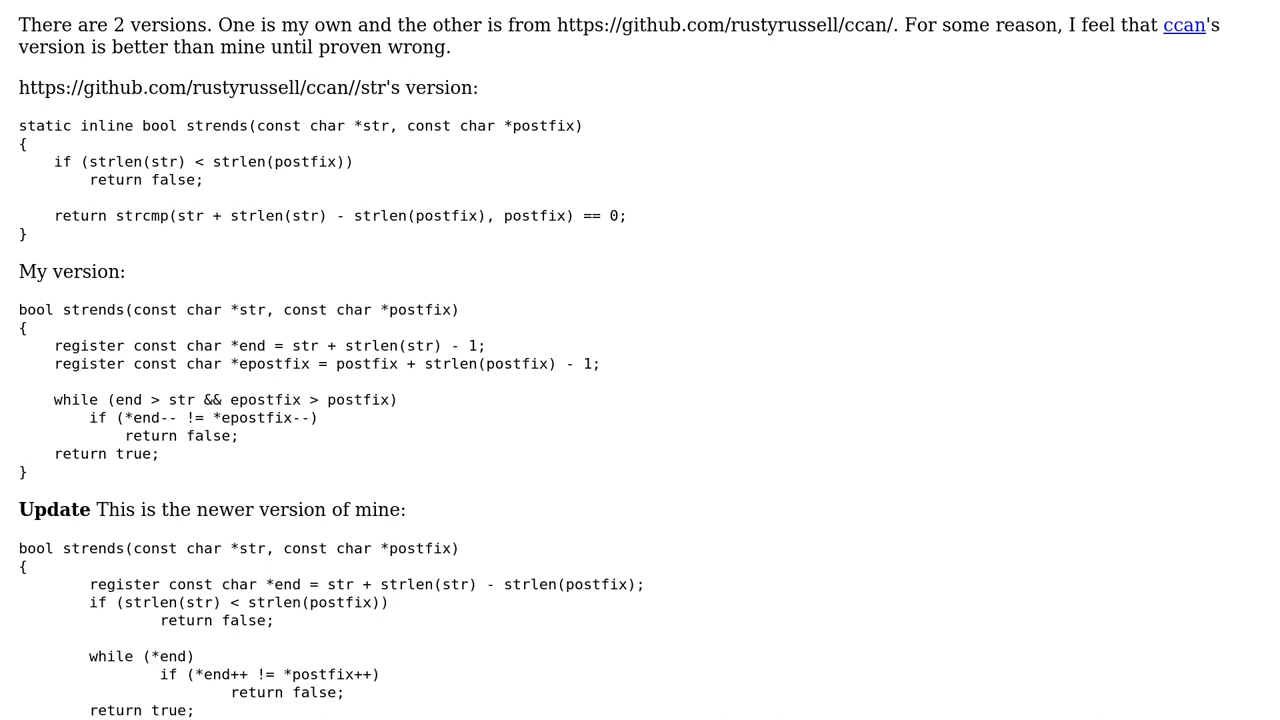 There are 2 versions. One is my own and the other is from https://github.com/rustyrussell/ccan/. For some reason, I feel that ccan's
version is better than mine until proven wrong.
https://github.com/rustyrussell/ccan//str's version:
static inline bool strends(const char *str, const char *postfix)
{
    if (strlen(str) < strlen(postfix))
        return false;
    return strcmp(str + strlen(str) - strlen(postfix), postfix) == 0;
}
My version:
bool strends(const char *str, const char *postfix)
{
    register const char *end = str + strlen(str) - 1;
    register const char *epostfix = postfix + strlen(postfix) - 1;
    while (end > str && epostfix > postfix)
        if (*end-- != *epostfix--)
            return false;
    return true;
}
Update This is the newer version of mine:
bool strends(const char *str, const char *postfix)
{
        register const char *end = str + strlen(str) - strlen(postfix);
        if (strlen(str) < strlen(postfix))
                return false;
        while (*end)
                if (*end++ != *postfix++)
                        return false;
        return true;